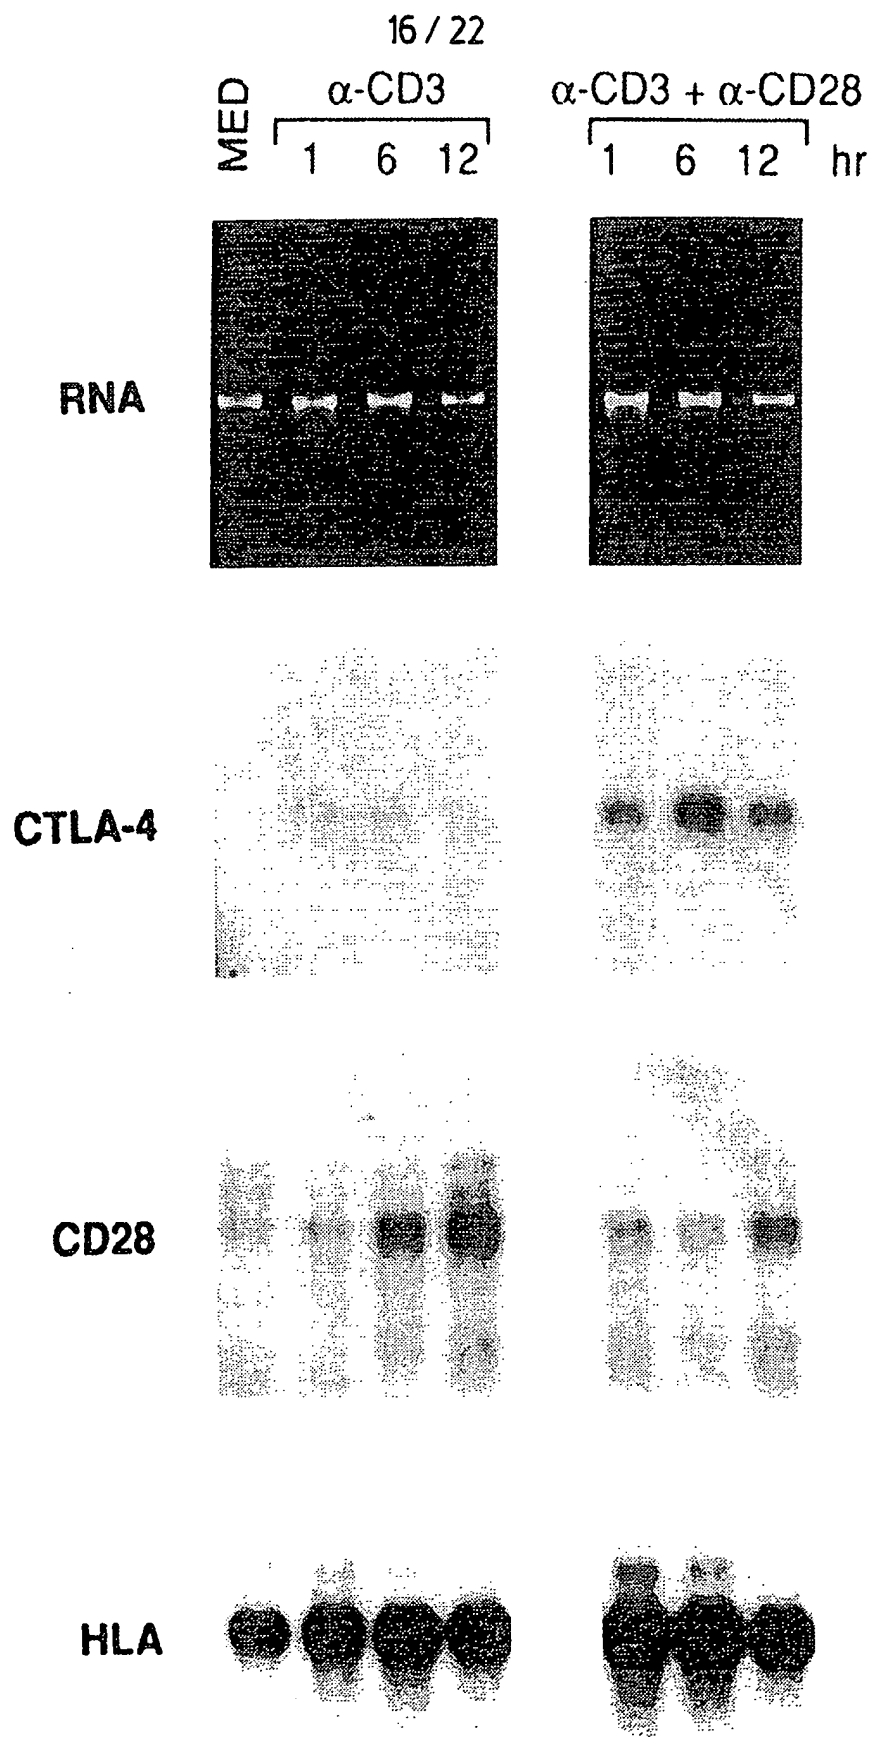 16 / 22
MED α-CD3 α-CD3 + α-CD28
1 6 12 1 6 12 hr
RNA
CTLA-4
CD28
HLA